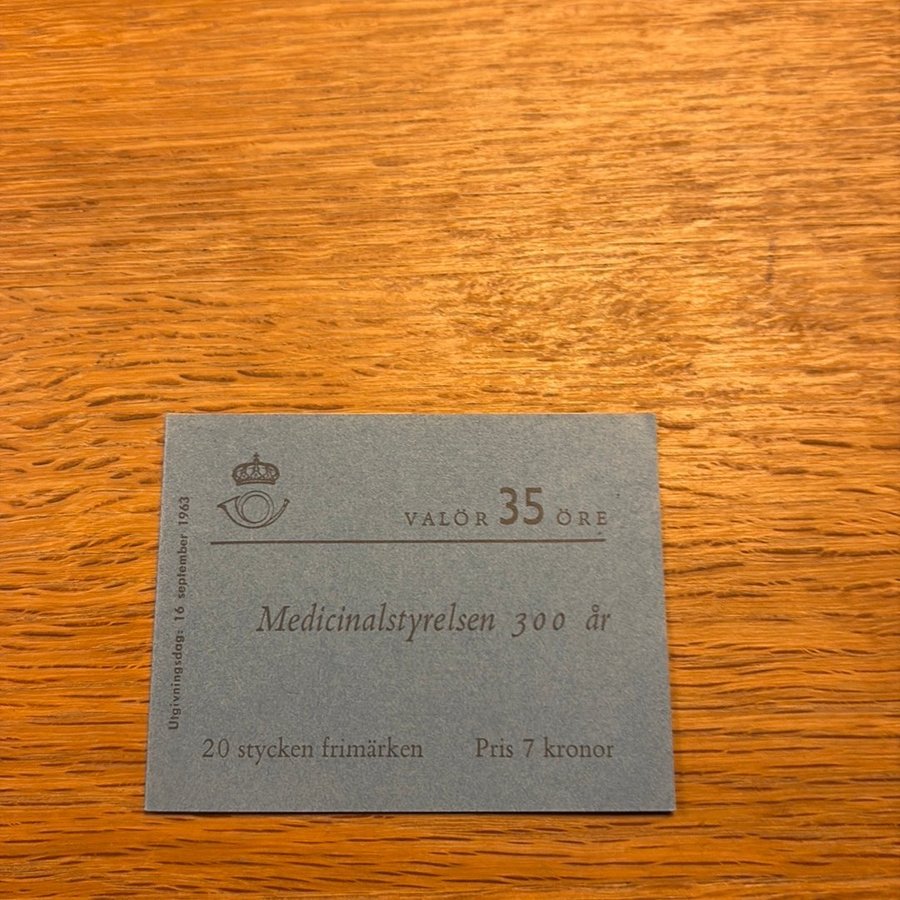 VALÖR 35 ÖRE
Medicinalstyrelsen 300 år
20 stycken frimärken Pris 7 kronor
Utgivningsdag: 16 september 1963